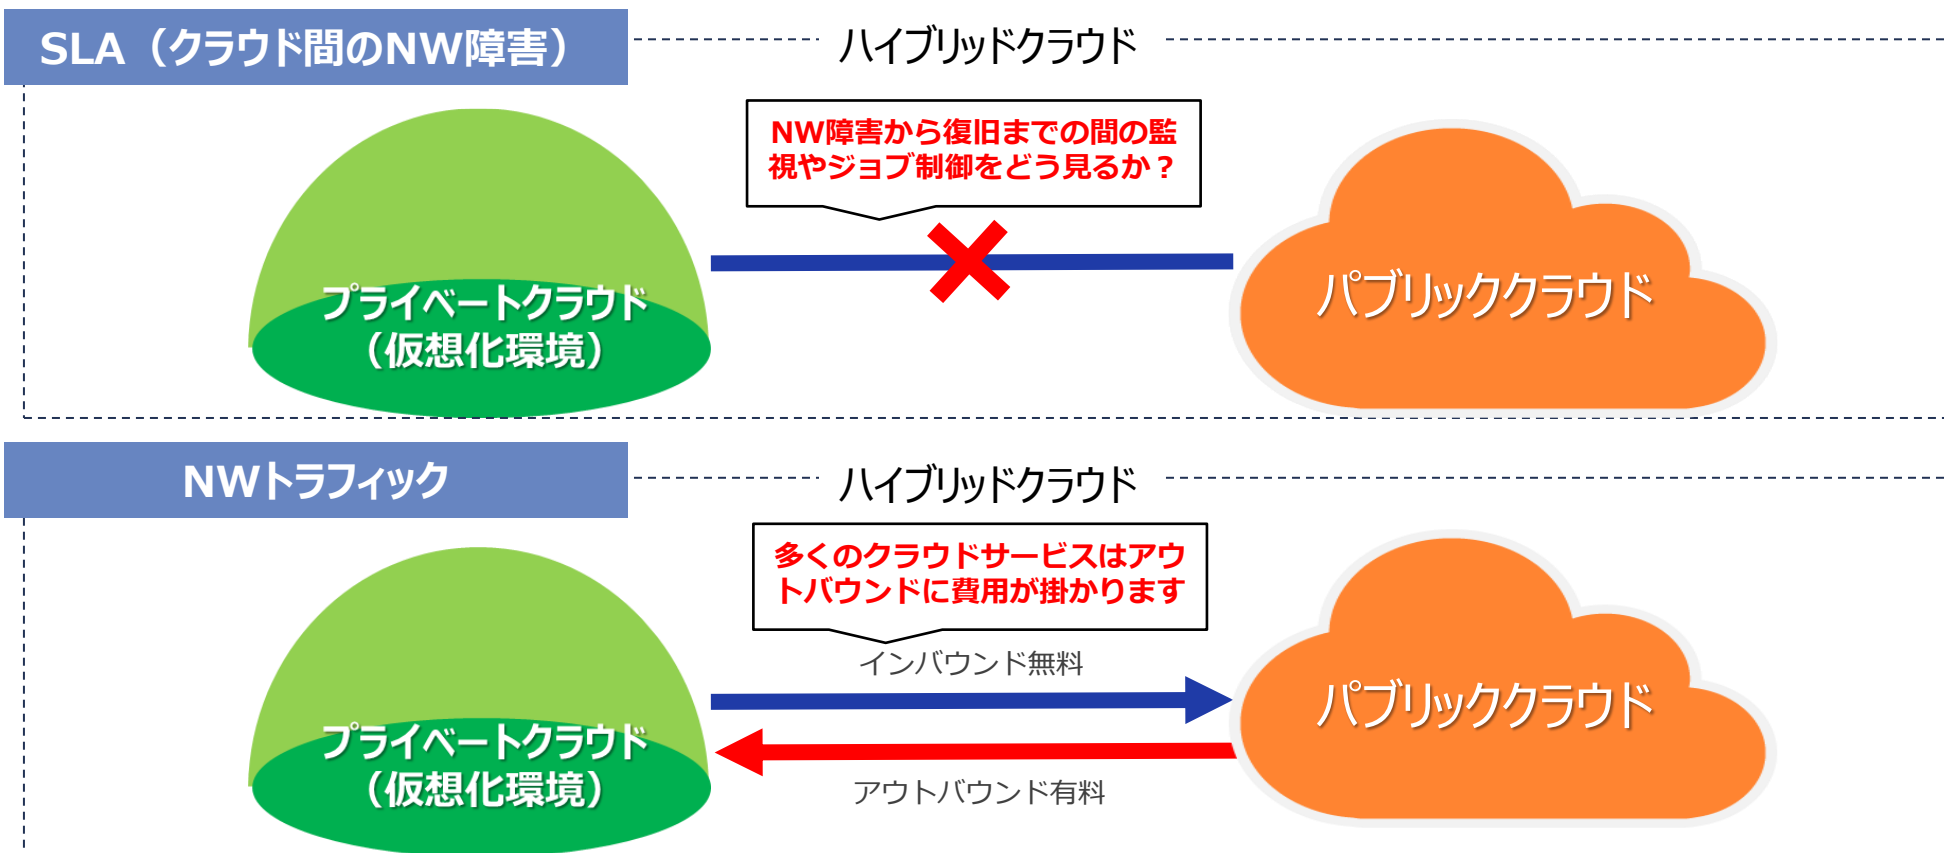 SLA（クラウド間のNW障害）
ハイブリッドクラウド
NW障害から復旧までの間の監
視やジョブ制御をどう見るか？
プライベートクラウド
（仮想化環境）
パブリッククラウド
NWトラフィック
ハイブリッドクラウド
多くのクラウドサービスはアウ
トバウンドに費用が掛かります
インバウンド無料
プライベートクラウド
（仮想化環境）
パブリッククラウド
アウトバウンド有料